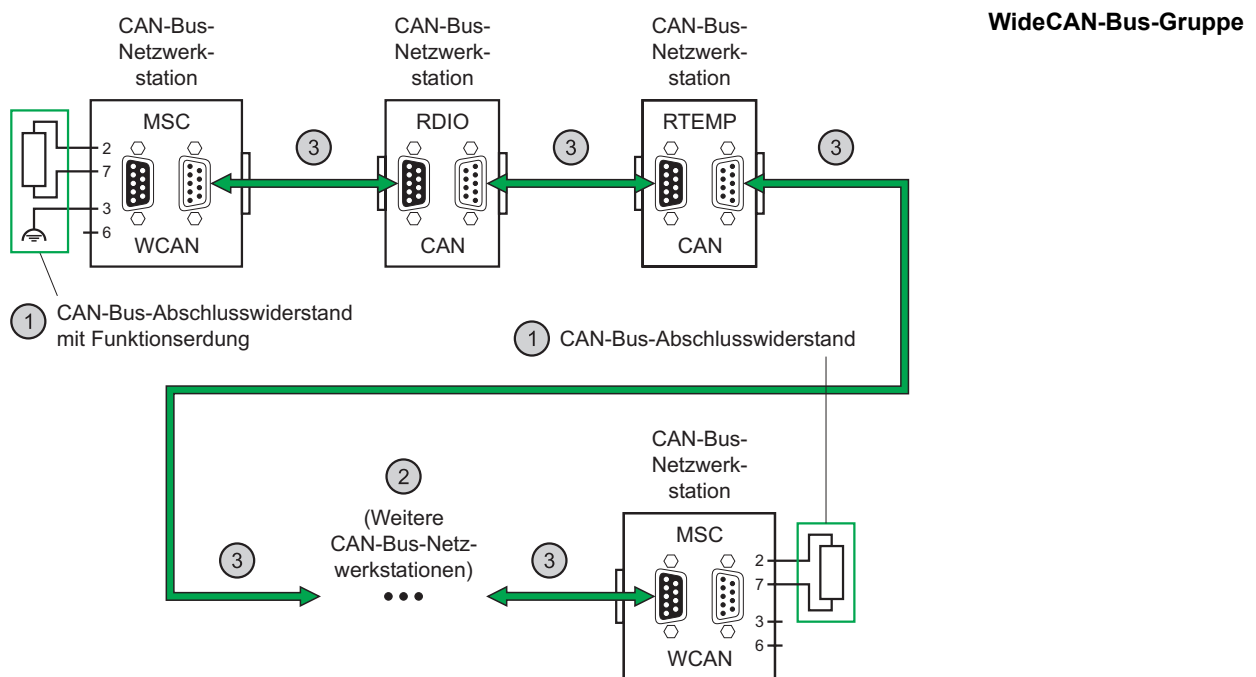 WideCAN-Bus-Gruppe
CAN-Bus-
Netzwerk-
station
CAN-Bus-
Netzwerk-
station
CAN-Bus-
Netzwerk-
station
MSC
2
7
3
6
WCAN
3
RDIO
CAN
3
RTEMP
CAN
3
1
CAN-Bus-Abschlusswiderstand
mit Funktionserdung
1
CAN-Bus-Abschlusswiderstand
3
2
(Weitere
CAN-Bus-Netz-
werkstationen)
3
CAN-Bus-
Netzwerk-
station
MSC
2
7
3
6
WCAN